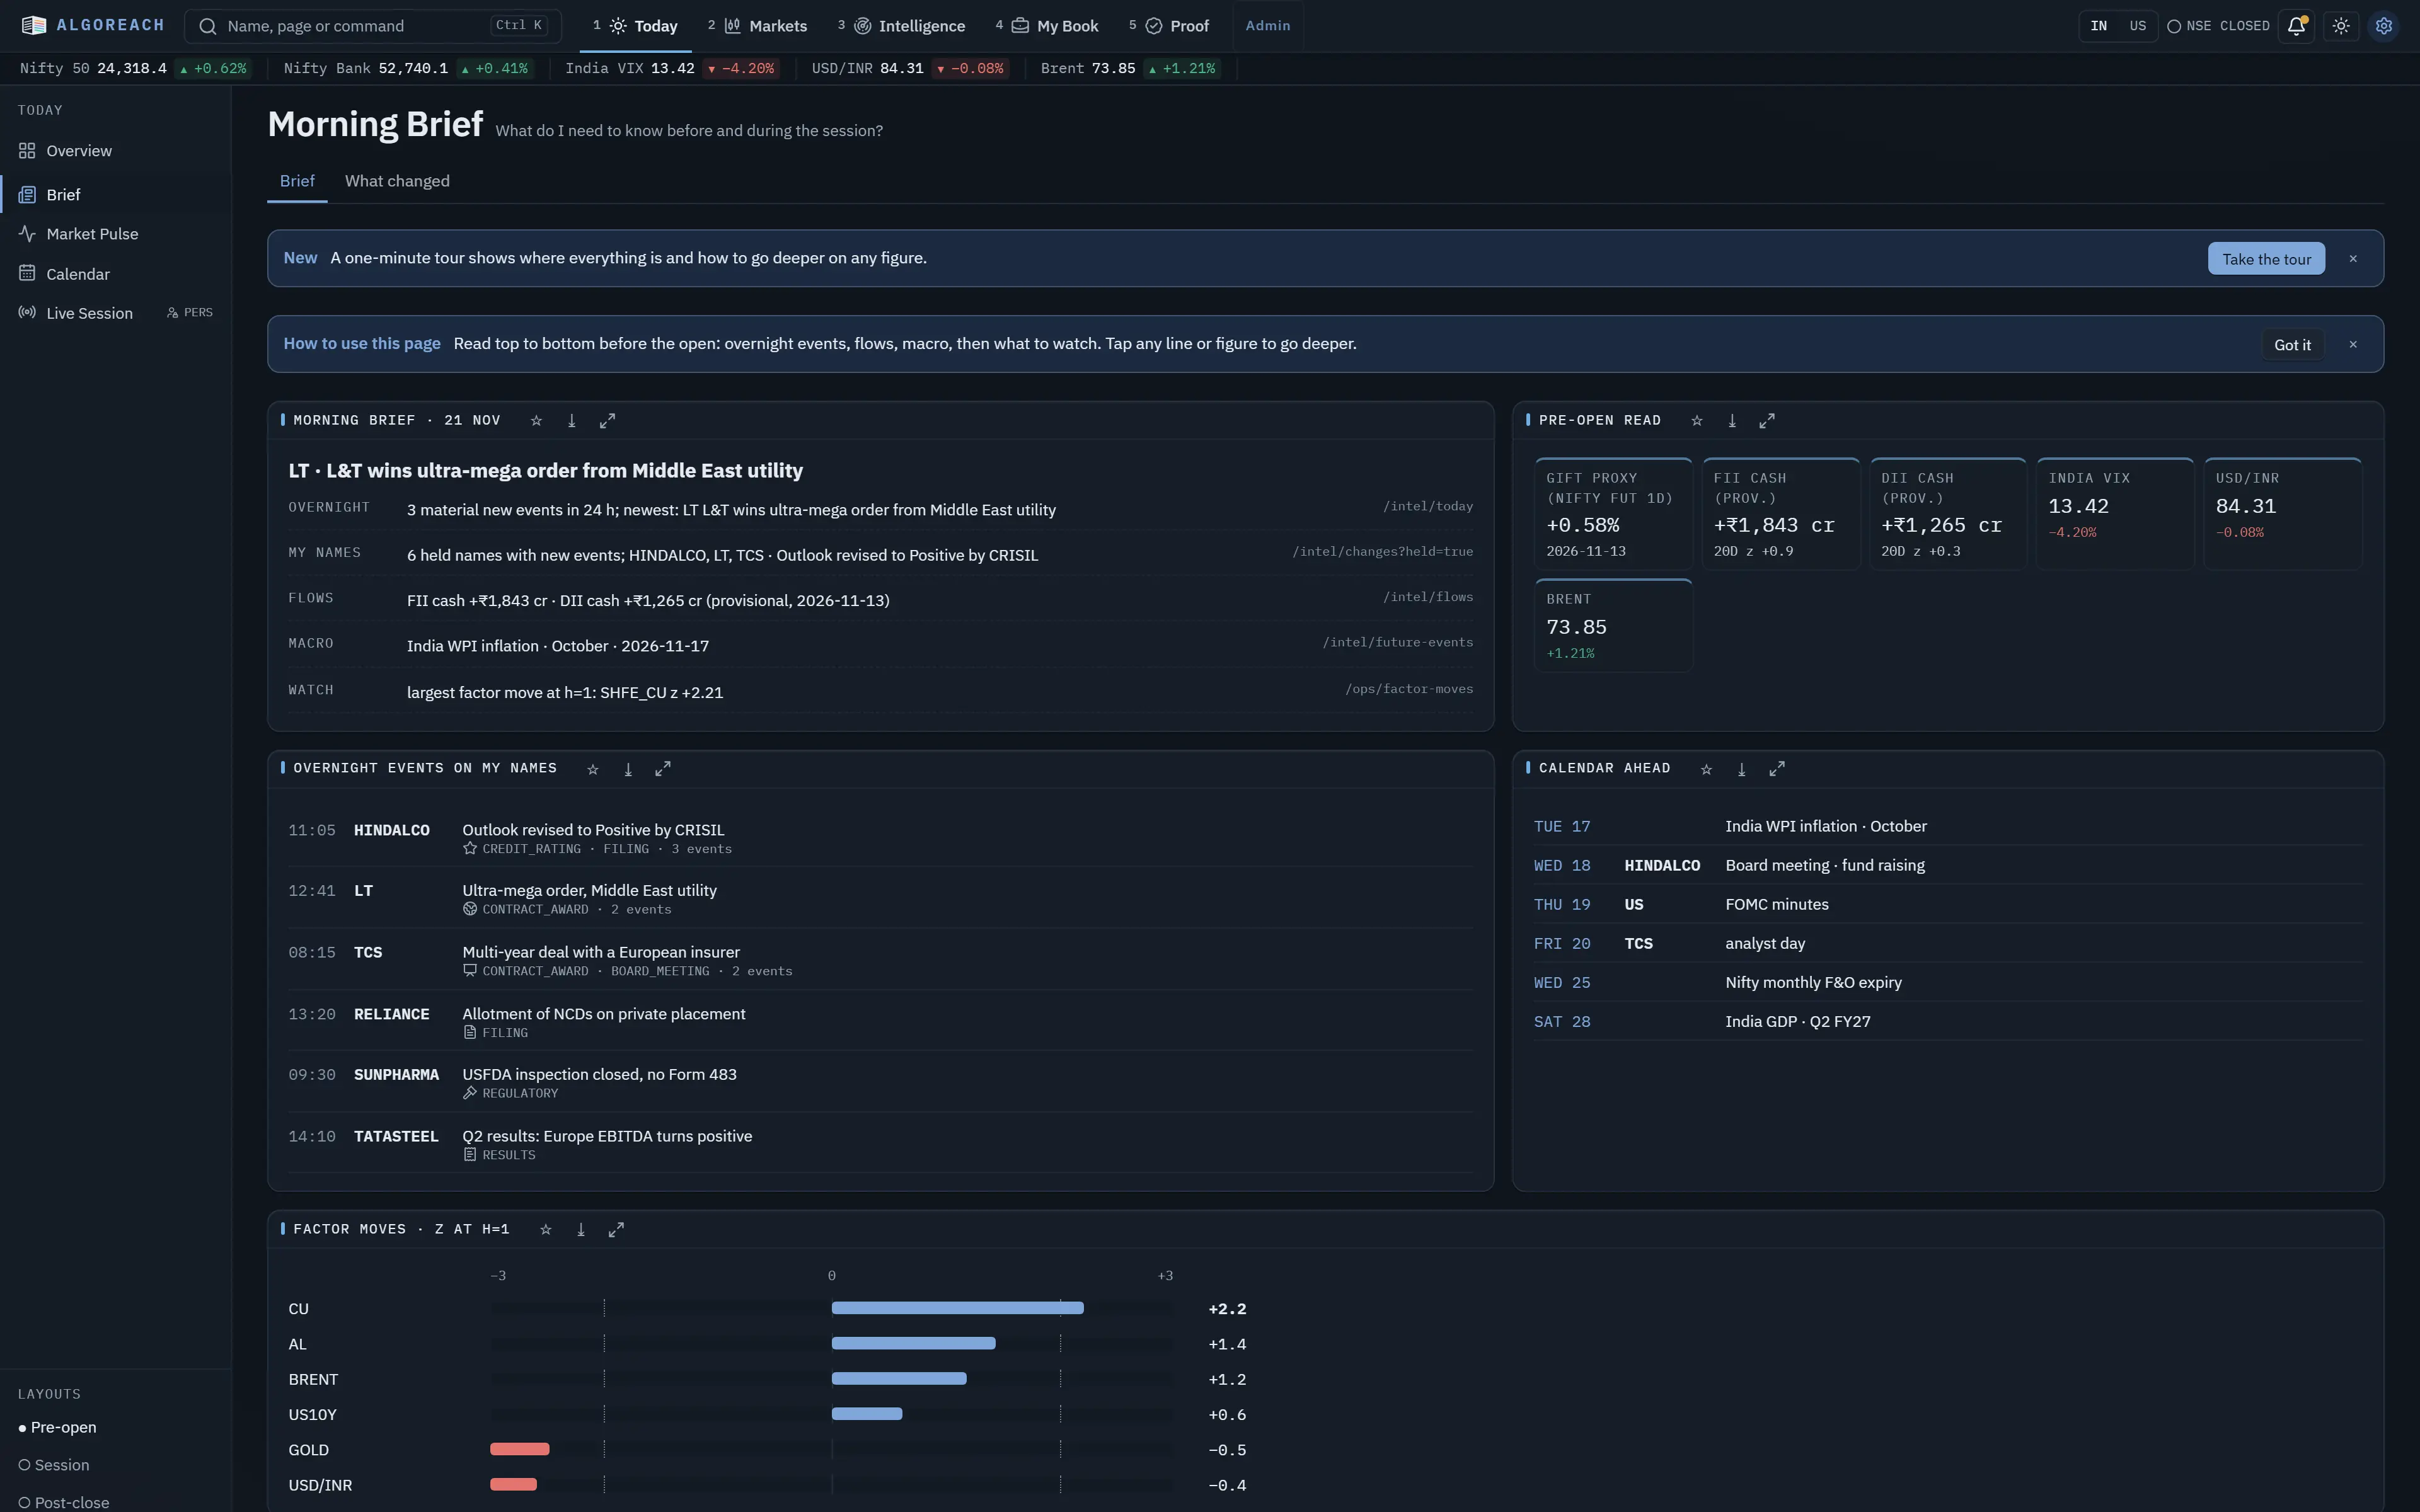 ALGOREACH
Name, page or command Ctrl K
1 Today
2 Markets
3 Intelligence
4 My Book
5 Proof
Admin
IN US NSE CLOSED
Nifty 50 24,318.4 ▲ +0.62%
Nifty Bank 52,740.1 ▲ +0.41%
India VIX 13.42 ▼ −4.20%
USD/INR 84.31 ▼ −0.08%
Brent 73.85 ▲ +1.21%
TODAY
Overview
Brief
Market Pulse
Calendar
Live Session PERS
LAYOUTS
Pre-open
Session
Post-close
Morning Brief What do I need to know before and during the session?
Brief What changed
New A one-minute tour shows where everything is and how to go deeper on any figure. Take the tour ×
How to use this page Read top to bottom before the open: overnight events, flows, macro, then what to watch. Tap any line or figure to go deeper. Got it ×
MORNING BRIEF · 21 NOV
LT · L&T wins ultra-mega order from Middle East utility
OVERNIGHT 3 material new events in 24 h; newest: LT L&T wins ultra-mega order from Middle East utility /intel/today
MY NAMES 6 held names with new events; HINDALCO, LT, TCS · Outlook revised to Positive by CRISIL /intel/changes?held=true
FLOWS FII cash +₹1,843 cr · DII cash +₹1,265 cr (provisional, 2026-11-13) /intel/flows
MACRO India WPI inflation · October · 2026-11-17 /intel/future-events
WATCH largest factor move at h=1: SHFE_CU z +2.21 /ops/factor-moves
PRE-OPEN READ
GIFT PROXY
(NIFTY FUT 1D)
+0.58%
2026-11-13
FII CASH
(PROV.)
+₹1,843 cr
20D z +0.9
DII CASH
(PROV.)
+₹1,265 cr
20D z +0.3
INDIA VIX
13.42
−4.20%
USD/INR
84.31
−0.08%
BRENT
73.85
+1.21%
OVERNIGHT EVENTS ON MY NAMES
11:05 HINDALCO Outlook revised to Positive by CRISIL
CREDIT_RATING · FILING · 3 events
12:41 LT Ultra-mega order, Middle East utility
CONTRACT_AWARD · 2 events
08:15 TCS Multi-year deal with a European insurer
CONTRACT_AWARD · BOARD_MEETING · 2 events
13:20 RELIANCE Allotment of NCDs on private placement
FILING
09:30 SUNPHARMA USFDA inspection closed, no Form 483
REGULATORY
14:10 TATASTEEL Q2 results: Europe EBITDA turns positive
RESULTS
CALENDAR AHEAD
TUE 17 India WPI inflation · October
WED 18 HINDALCO Board meeting · fund raising
THU 19 US FOMC minutes
FRI 20 TCS analyst day
WED 25 Nifty monthly F&O expiry
SAT 28 India GDP · Q2 FY27
FACTOR MOVES · Z AT H=1
−3 0 +3
CU +2.2
AL +1.4
BRENT +1.2
US10Y +0.6
GOLD −0.5
USD/INR −0.4